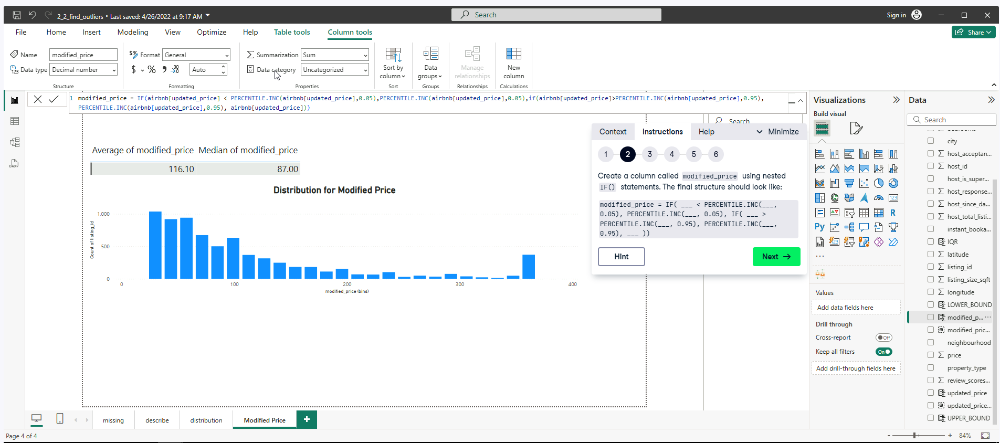 2_2_find_outliers • Last saved: 4/26/2022 at 9:17 AM
Search
Sign in
File Home Insert Modeling View Optimize Help Table tools Column tools
Share
Name modified_price
Data type Decimal number
Structure
Format General
$ % Auto
Formatting
Summarization Sum
Data category Uncategorized
Properties
Sort by
column
Sort
Data
groups
Groups
Manage
relationships
Relationships
New
column
Calculations
1 modified_price = IF(airbnb[updated_price] < PERCENTILE.INC(airbnb[updated_price],0.05),PERCENTILE.INC(airbnb[updated_price],0.05),if(airbnb[updated_price]>PERCENTILE.INC(airbnb[updated_price],0.95),
PERCENTILE.INC(airbnb[updated_price],0.95), airbnb[updated_price]))
Average of modified_price Median of modified_price
116.10 87.00
Distribution for Modified Price
Count of listing_id
1,000
500
0
0 100 200 300 400
modified_price (bins)
Search
Context Instructions Help Minimize
1 2 3 4 5 6
Create a column called modified_price using nested
IF() statements. The final structure should look like:
modified_price = IF( ___ < PERCENTILE.INC(___,
0.05), PERCENTILE.INC(___, 0.05), IF( ___ >
PERCENTILE.INC(___, 0.95), PERCENTILE.INC(___,
0.95), ___ ))
Hint
Next →
Visualizations
Build visual
R
Py
123
...
Values
Add data fields here
Drill through
Cross-report Off
Keep all filters On
Add drill-through fields here
Data
Search
city
host_acceptan...
host_id
host_is_super...
host_response...
host_since_da...
host_total_listi...
instant_booka...
IQR
latitude
listing_id
listing_size_sqft
longitude
LOWER_BOUND
modified_p... ...
modified_pric...
neighbourhood
price
property_type
review_scores...
updated_price
updated_price...
UPPER_BOUND
missing describe distribution Modified Price +
Page 4 of 4
- + 84%